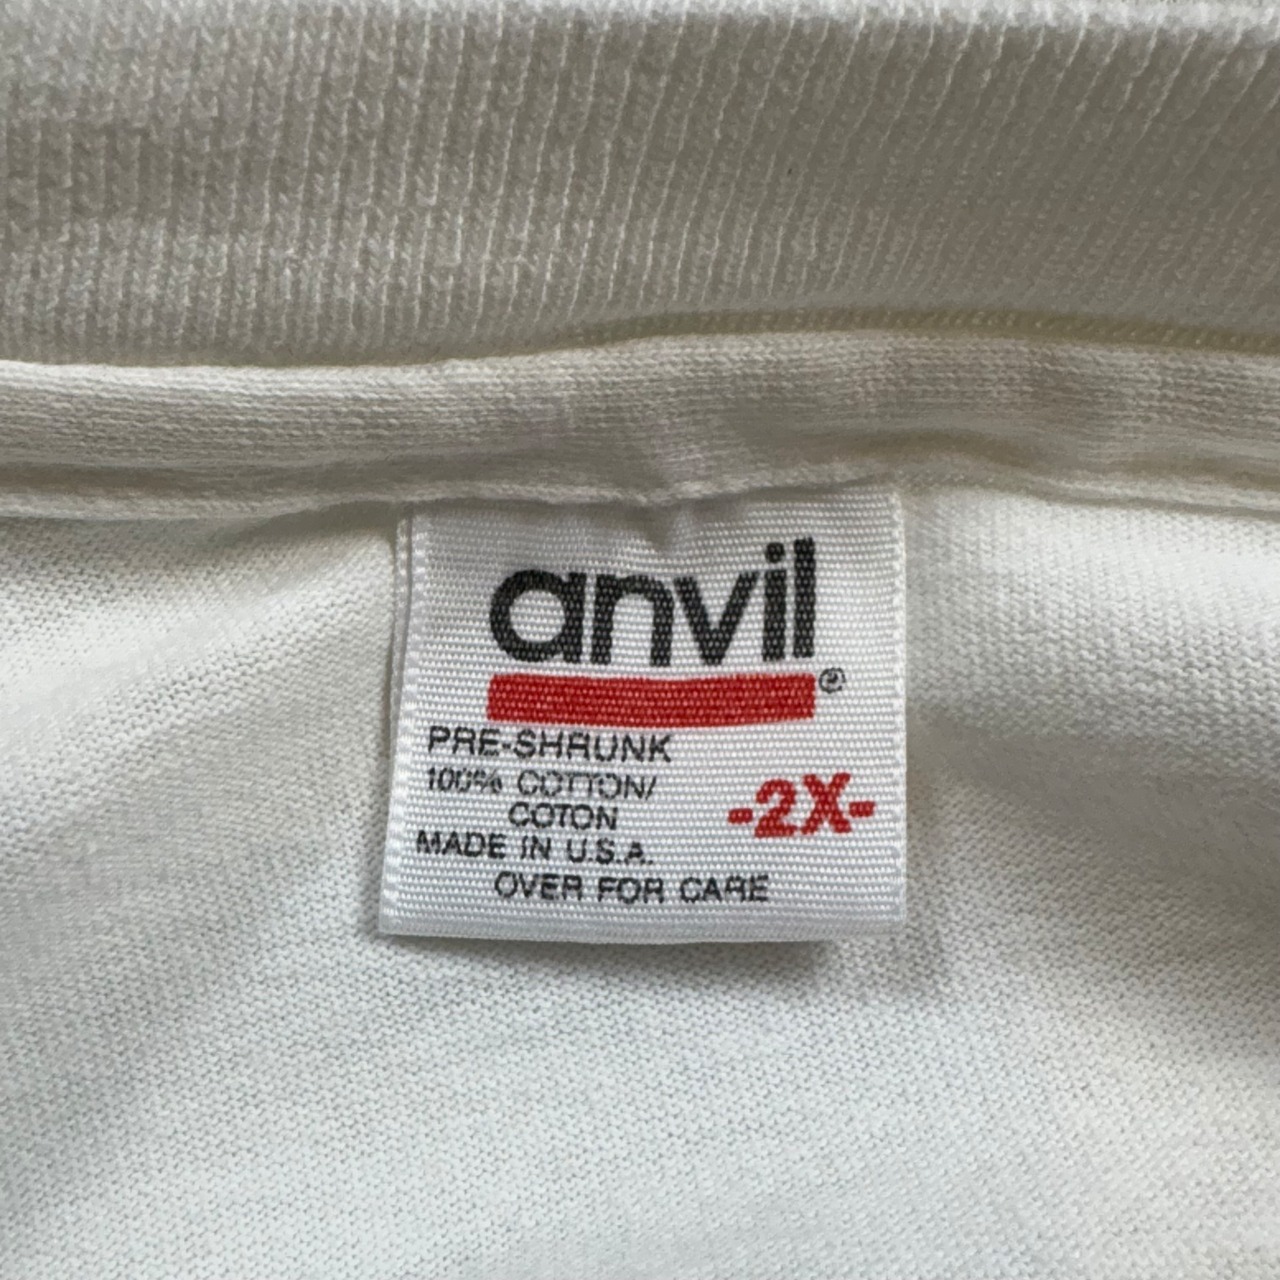 anvil®
PRE-SHRUNK
100% COTTON/
COTON
-2X-
MADE IN U.S.A.
OVER FOR CARE